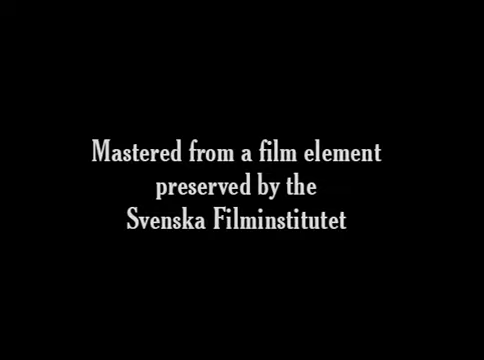 Mastered from a film element
preserved by the
Svenska Filminstitutet